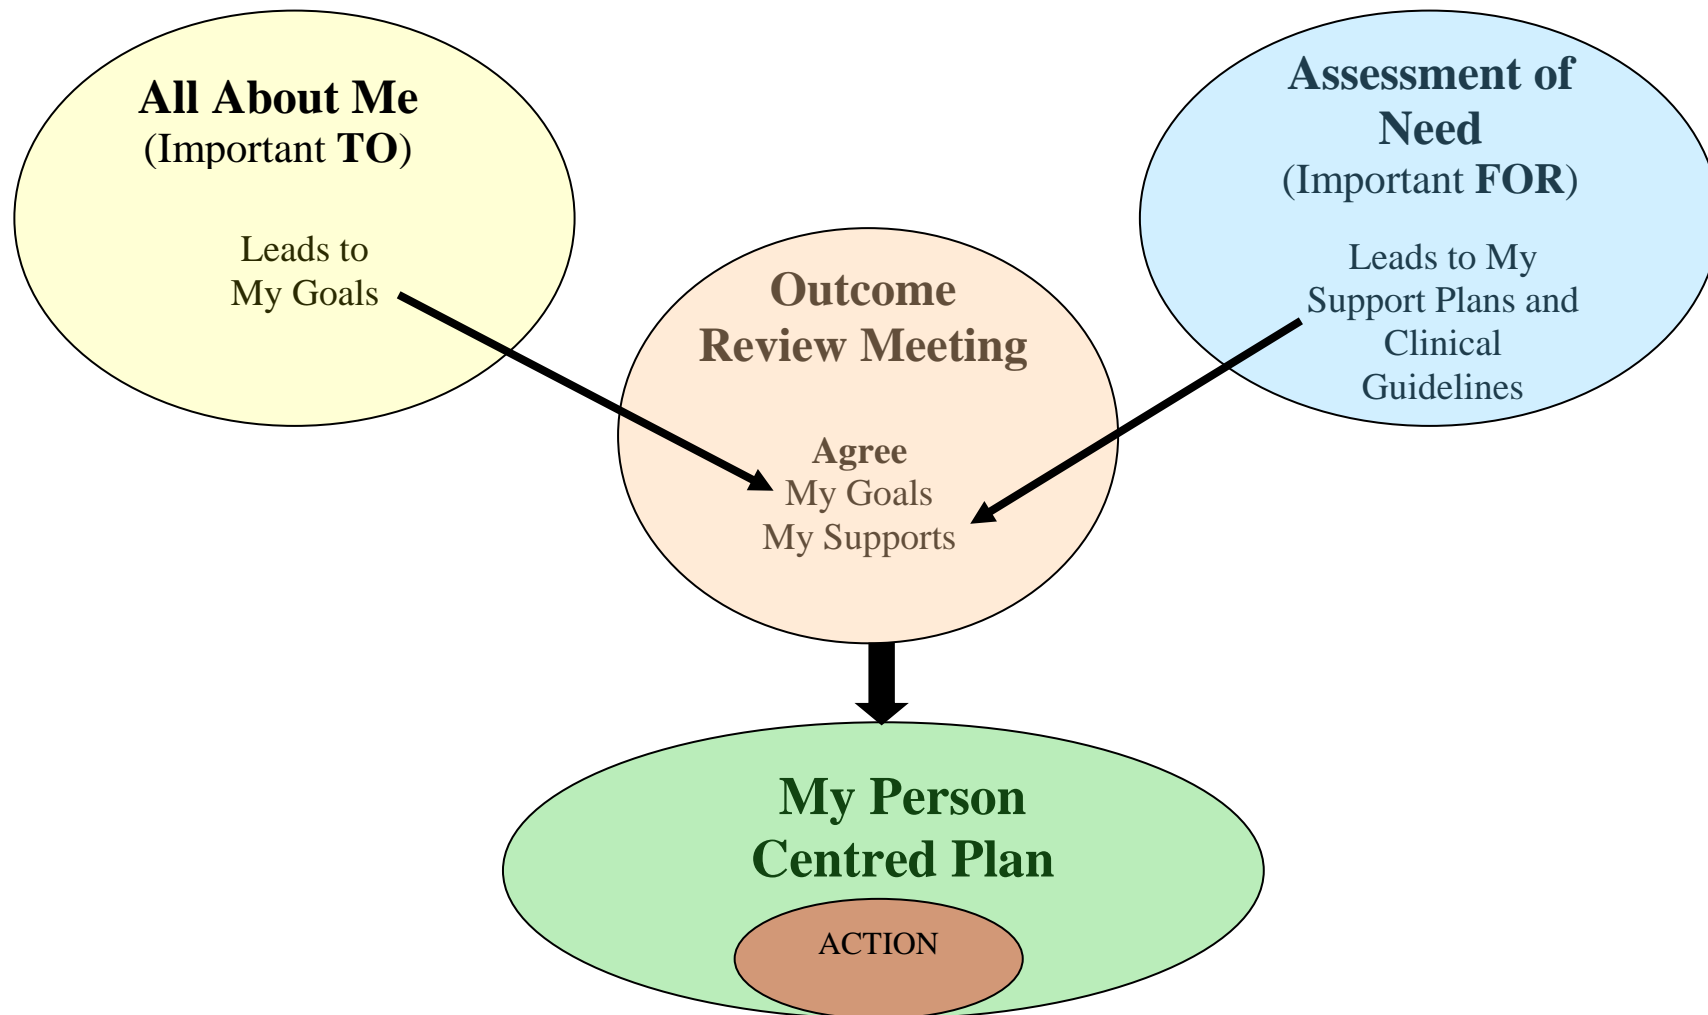 All About Me
(Important TO)
Leads to
My Goals
Assessment of
Need
(Important FOR)
Leads to My
Support Plans and
Clinical
Guidelines
Outcome
Review Meeting
Agree
My Goals
My Supports
My Person
Centred Plan
ACTION